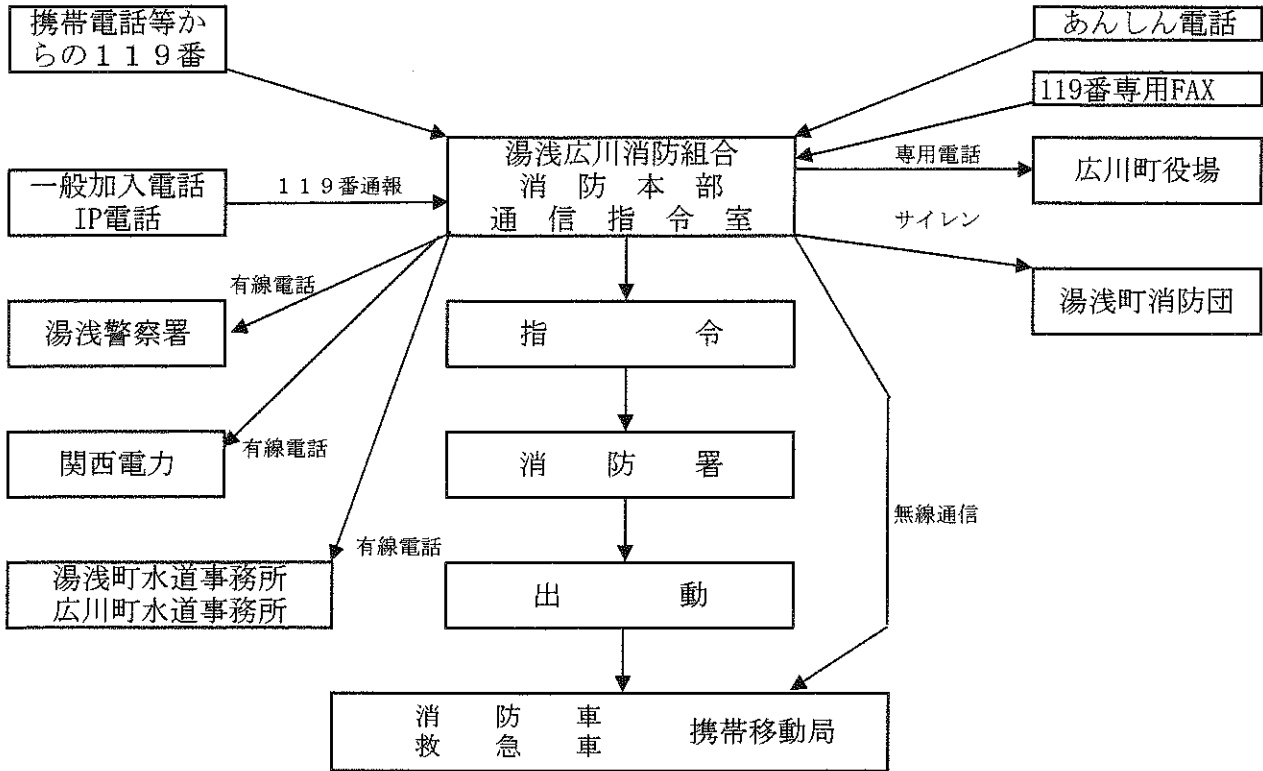 携帯電話等か
らの１１９番
あんしん電話
119番専用FAX
湯浅広川消防組合
消防本部
通信指令室
専用電話
広川町役場
一般加入電話
IP電話
１１９番通報
サイレン
湯浅町消防団
有線電話
湯浅警察署
指令
関西電力
有線電話
消防署
無線通信
有線電話
湯浅町水道事務所
広川町水道事務所
出動
消防車
救急車
携帯移動局